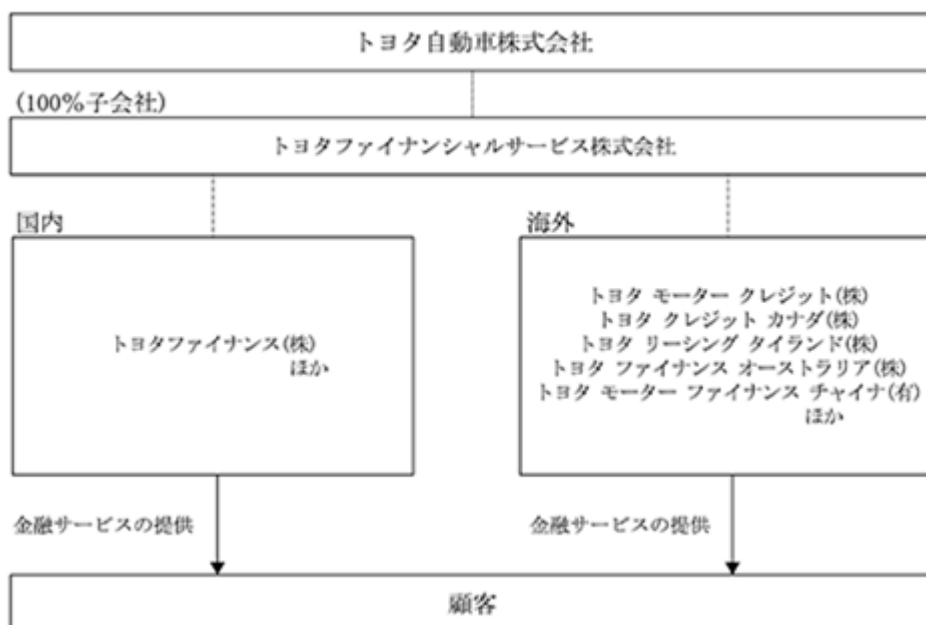 トヨタ自動車株式会社
(100%子会社)
トヨタファイナンシャルサービス株式会社
国内
トヨタファイナンス(株)
ほか
海外
トヨタ モーター クレジット(株)
トヨタ クレジット カナダ(株)
トヨタ リーシング タイランド(株)
トヨタ ファイナンス オーストラリア(株)
トヨタ モーター ファイナンス チャイナ(有)
ほか
金融サービスの提供
金融サービスの提供
顧客